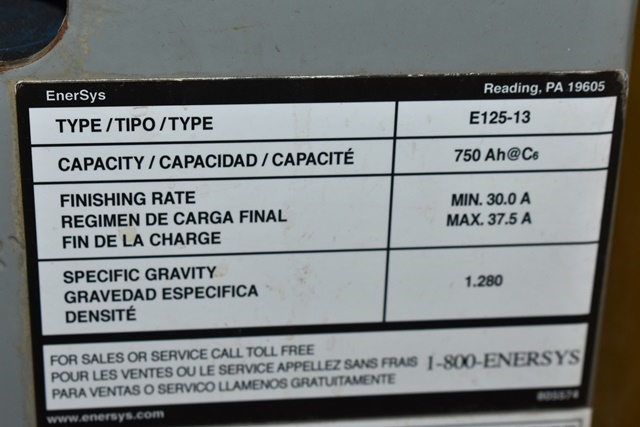 EnerSys Reading, PA 19605
TYPE / TIPO / TYPE E125-13
CAPACITY / CAPACIDAD / CAPACITÉ 750 Ah@C6
FINISHING RATE MIN. 30.0 A
REGIMEN DE CARGA FINAL MAX. 37.5 A
FIN DE LA CHARGE
SPECIFIC GRAVITY
GRAVEDAD ESPECIFICA 1.280
DENSITÉ
FOR SALES OR SERVICE CALL TOLL FREE
POUR LES VENTES OU LE SERVICE APPELLEZ SANS FRAIS 1-800-ENERSYS
PARA VENTAS O SERVICO LLAMENOS GRATUITAMENTE
www.enersys.com 805574